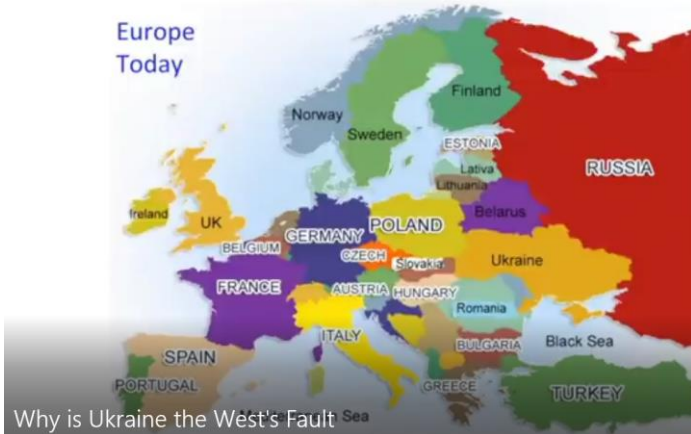 Europe
Today
Norway
Finland
Sweden
ESTONIA
RUSSIA
Lativa
Lithuania
Ireland
UK
Belarus
GERMANY
POLAND
BELGIUM
CZECH
Slovakia
Ukraine
FRANCE
AUSTRIA
HUNGARY
Romania
ITALY
Black Sea
BULGARIA
SPAIN
PORTUGAL
GREECE
TURKEY
Why is Ukraine the West's Fault
Sea